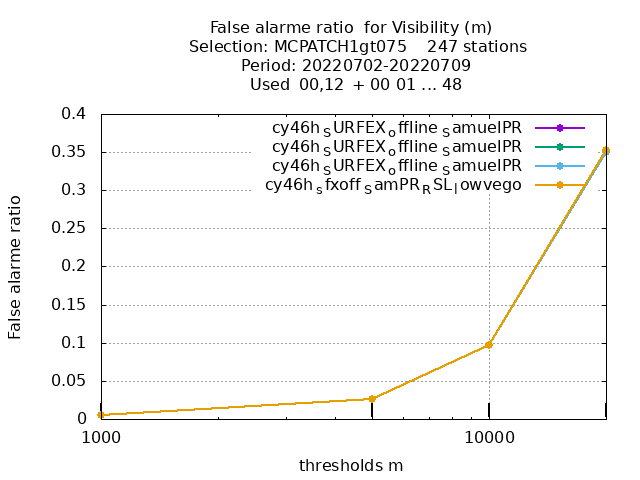 False alarme ratio  for Visibility (m)
Selection: MCPATCH1gt075    247 stations
Period: 20220702-20220709
Used  00,12  + 00 01 ... 48
0.4
0.35
0.3
0.25
0.2
0.15
0.1
0.05
0
False alarme ratio
cy46h_SURFEX_offline_SamuelPR
cy46h_SURFEX_offline_SamuelPR
cy46h_SURFEX_offline_SamuelPR
cy46h_sfxoff_SamPR_RSL_lowvego
1000
10000
thresholds m